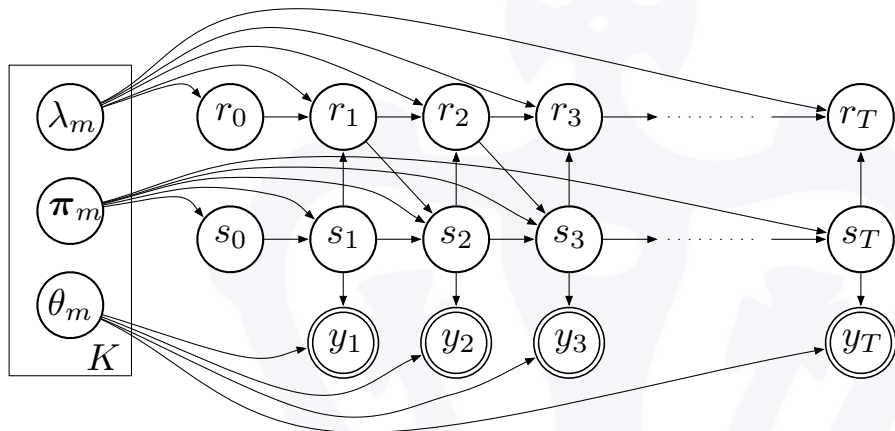 λ_m r_0 r_1 r_2 r_3 ········ r_T
π_m s_0 s_1 s_2 s_3 ········ s_T
θ_m y_1 y_2 y_3 y_T
K